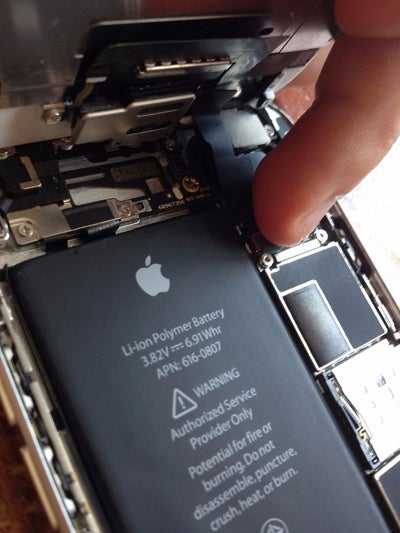 Li-ion Polymer Battery
3.82V 6.91Whr
APN: 616-0807
WARNING
Authorized Service
Provider Only
Potential for fire or
burning. Do not
disassemble, puncture,
crush, heat, or burn.